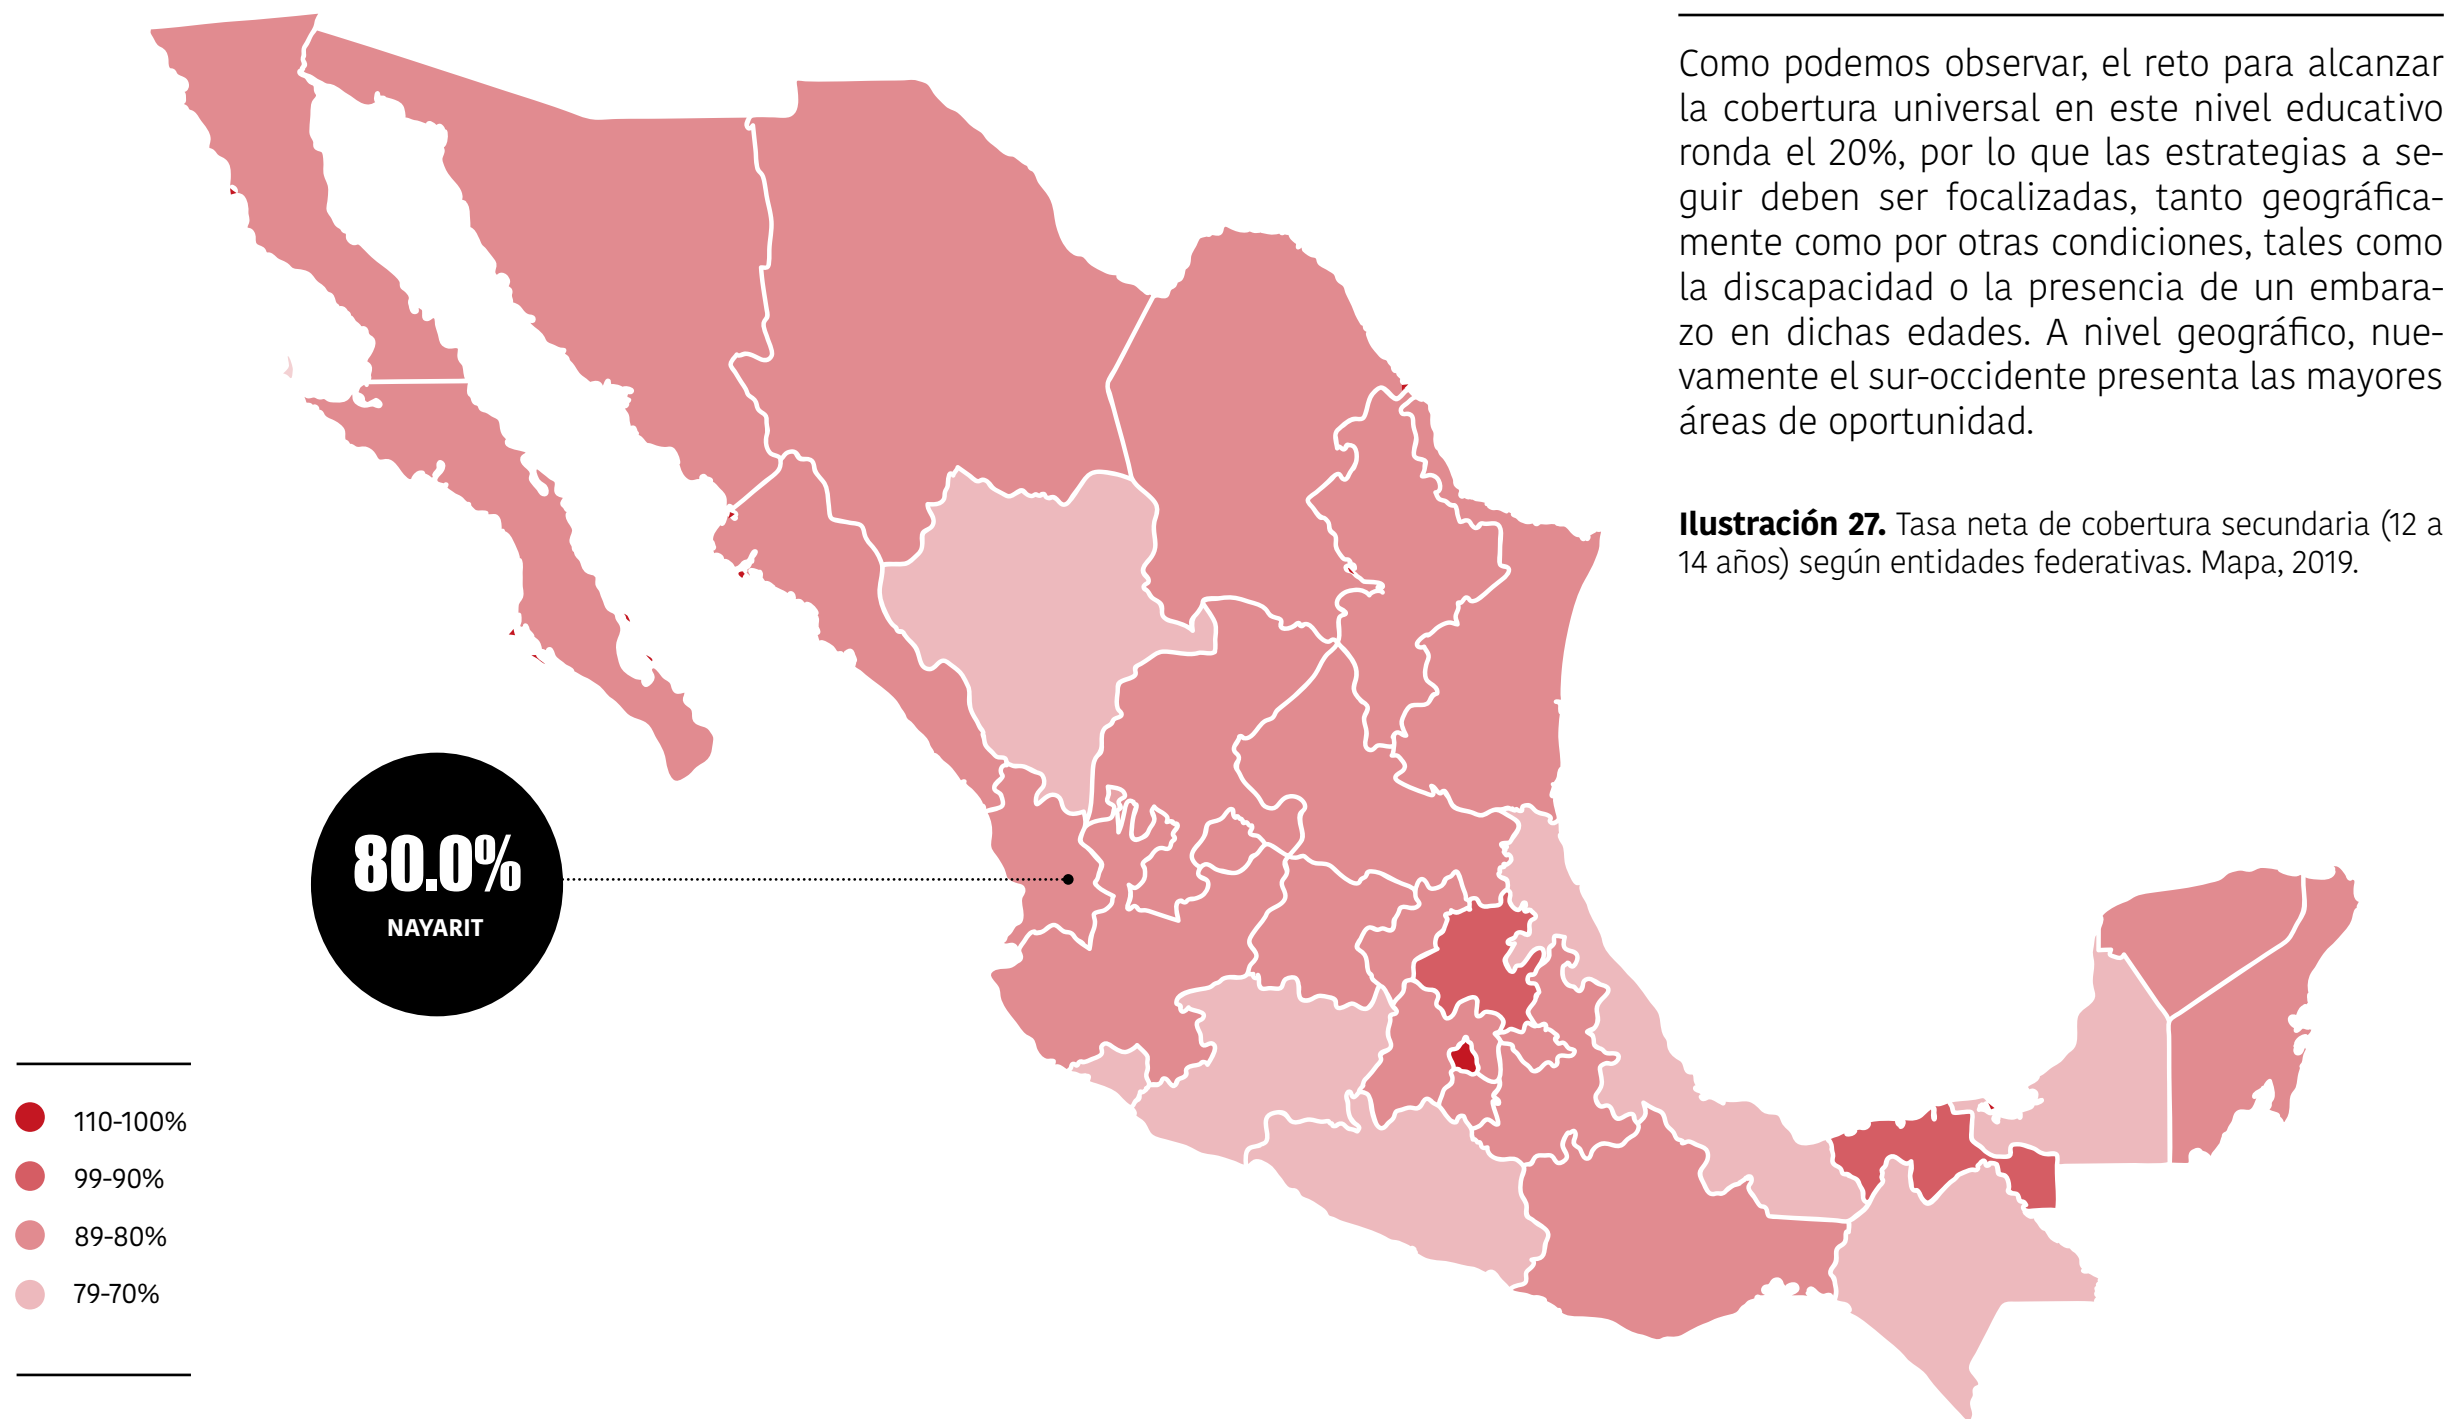 Como podemos observar, el reto para alcanzar
la cobertura universal en este nivel educativo
ronda el 20%, por lo que las estrategias a se-
guir deben ser focalizadas, tanto geográfica-
mente como por otras condiciones, tales como
la discapacidad o la presencia de un embara-
zo en dichas edades. A nivel geográfico, nue-
vamente el sur-occidente presenta las mayores
áreas de oportunidad.
Ilustración 27. Tasa neta de cobertura secundaria (12 a
14 años) según entidades federativas. Mapa, 2019.
80.0%
NAYARIT
110-100%
99-90%
89-80%
79-70%